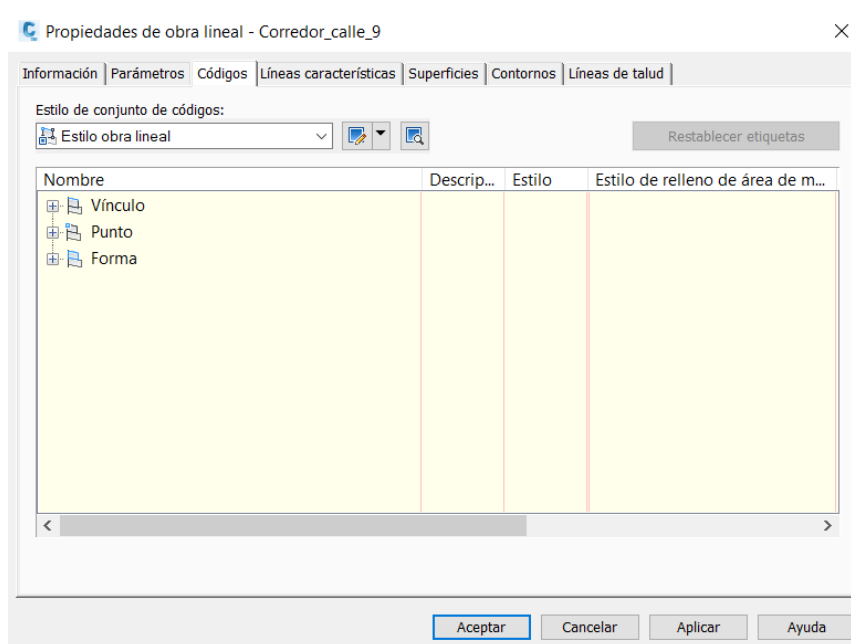 Propiedades de obra lineal - Corredor_calle_9
Información Parámetros Códigos Líneas características Superficies Contornos Líneas de talud
Estilo de conjunto de códigos:
Estilo obra lineal Restablecer etiquetas
Nombre Descrip... Estilo Estilo de relleno de área de m...
Vínculo
Punto
Forma
Aceptar Cancelar Aplicar Ayuda